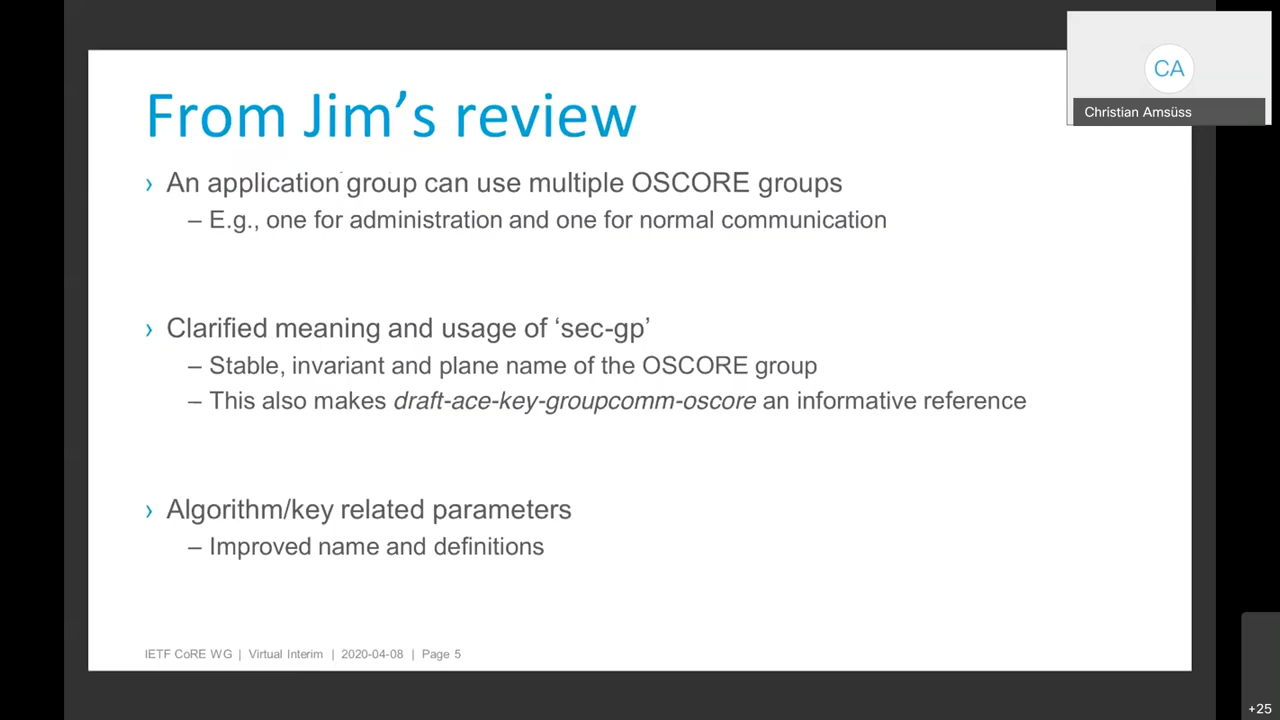 From Jim’s review
› An application group can use multiple OSCORE groups
– E.g., one for administration and one for normal communication
› Clarified meaning and usage of ‘sec-gp’
– Stable, invariant and plane name of the OSCORE group
– This also makes draft-ace-key-groupcomm-oscore an informative reference
› Algorithm/key related parameters
– Improved name and definitions
IETF CoRE WG | Virtual Interim | 2020-04-08 | Page 5
CA
Christian Amsüss
+25